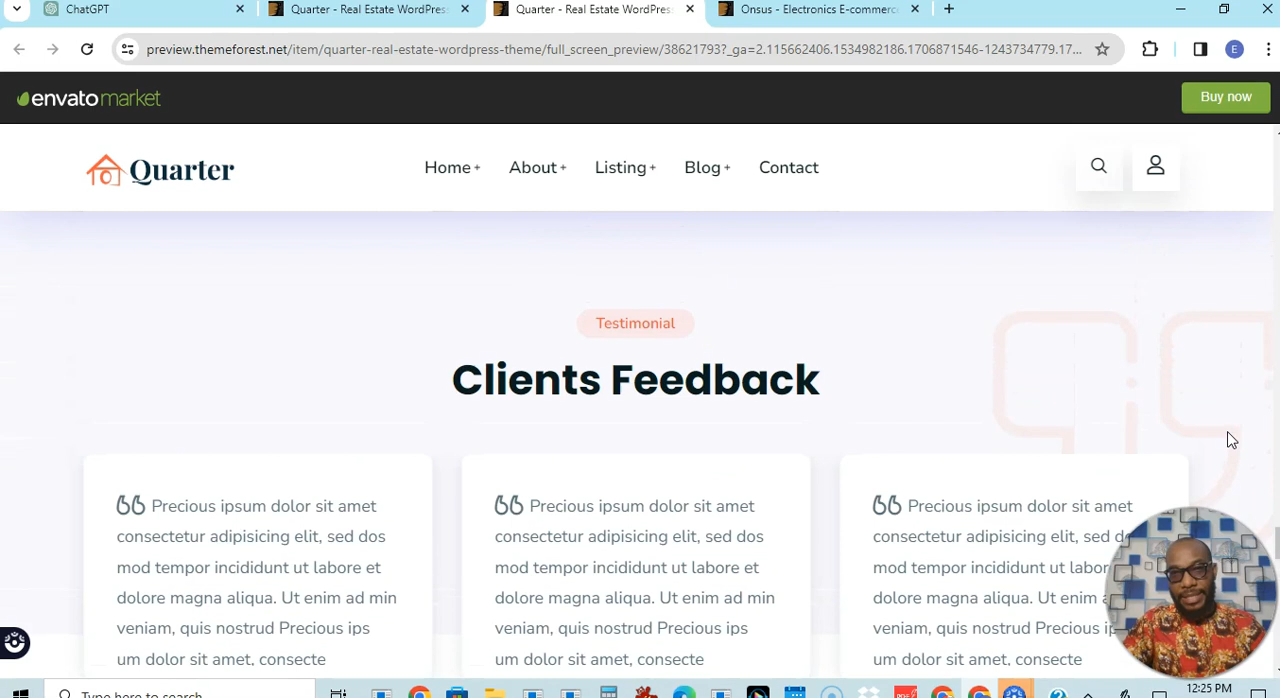 ChatGPT
Quarter - Real Estate WordPres
Quarter - Real Estate WordPress
Onsus - Electronics E-commerc
preview.themeforest.net/item/quarter-real-estate-wordpress-theme/full_screen_preview/38621793?_ga=2.115662406.1534982186.1706871546-1243734779.17...
E
envatomarket
Buy now
Quarter
Home +
About +
Listing +
Blog +
Contact
Testimonial
Clients Feedback
Precious ipsum dolor sit amet
consectetur adipisicing elit, sed dos
mod tempor incididunt ut labore et
dolore magna aliqua. Ut enim ad min
veniam, quis nostrud Precious ips
um dolor sit amet, consecte
Precious ipsum dolor sit amet
consectetur adipisicing elit, sed dos
mod tempor incididunt ut labore et
dolore magna aliqua. Ut enim ad min
veniam, quis nostrud Precious ips
um dolor sit amet, consecte
Precious ipsum dolor sit amet
consectetur adipisicing elit, sed do
mod tempor incididunt ut labor
dolore magna aliqua. Ut enim a
veniam, quis nostrud Precious ip
um dolor sit amet, consecte
Type here to search
12:25 PM